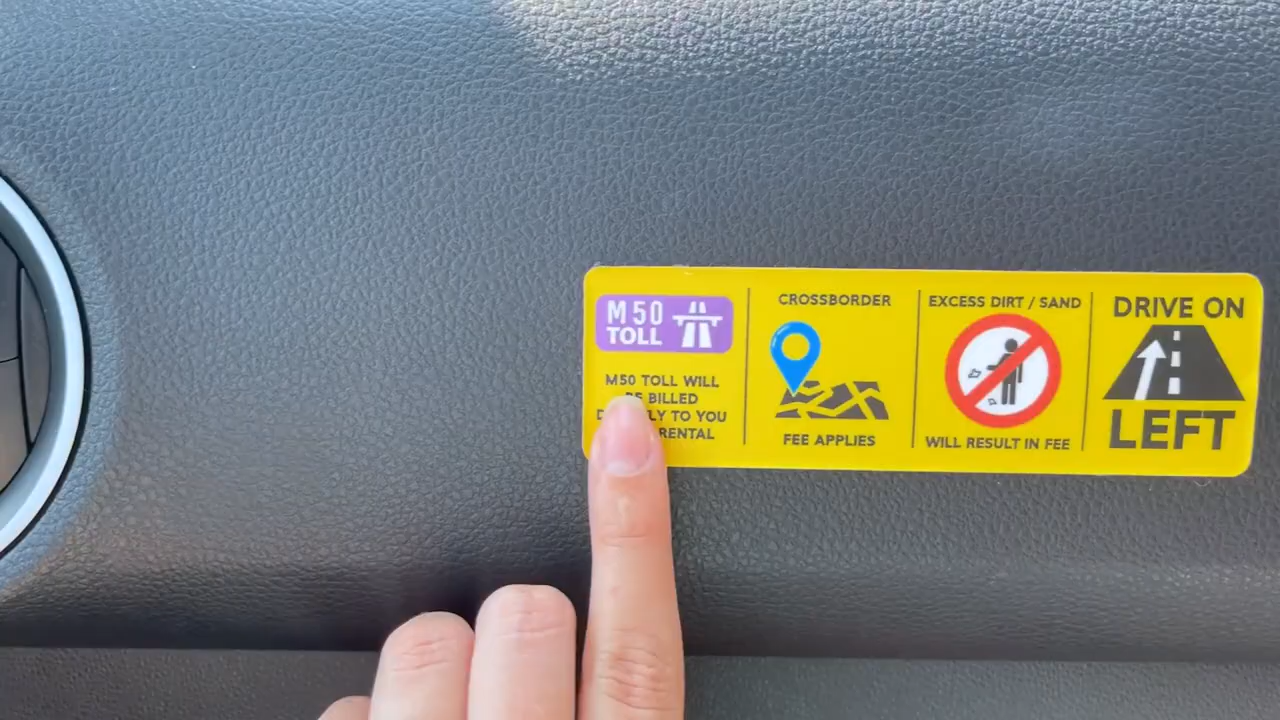 M50
TOLL
M50 TOLL WILL
BE BILLED
LY TO YOU
RENTAL
CROSSBORDER
FEE APPLIES
EXCESS DIRT / SAND
WILL RESULT IN FEE
DRIVE ON
LEFT